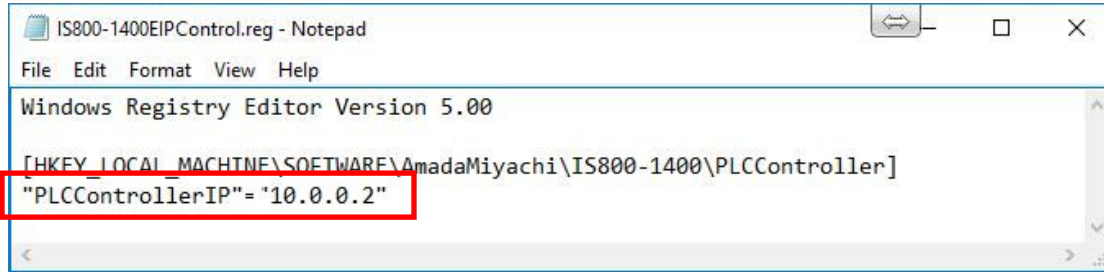 IS800-1400EIPControl.reg - Notepad
File Edit Format View Help
Windows Registry Editor Version 5.00
[HKEY_LOCAL_MACHINE\SOFTWARE\AmadaMiyachi\IS800-1400\PLCController]
"PLCControllerIP"="10.0.0.2"